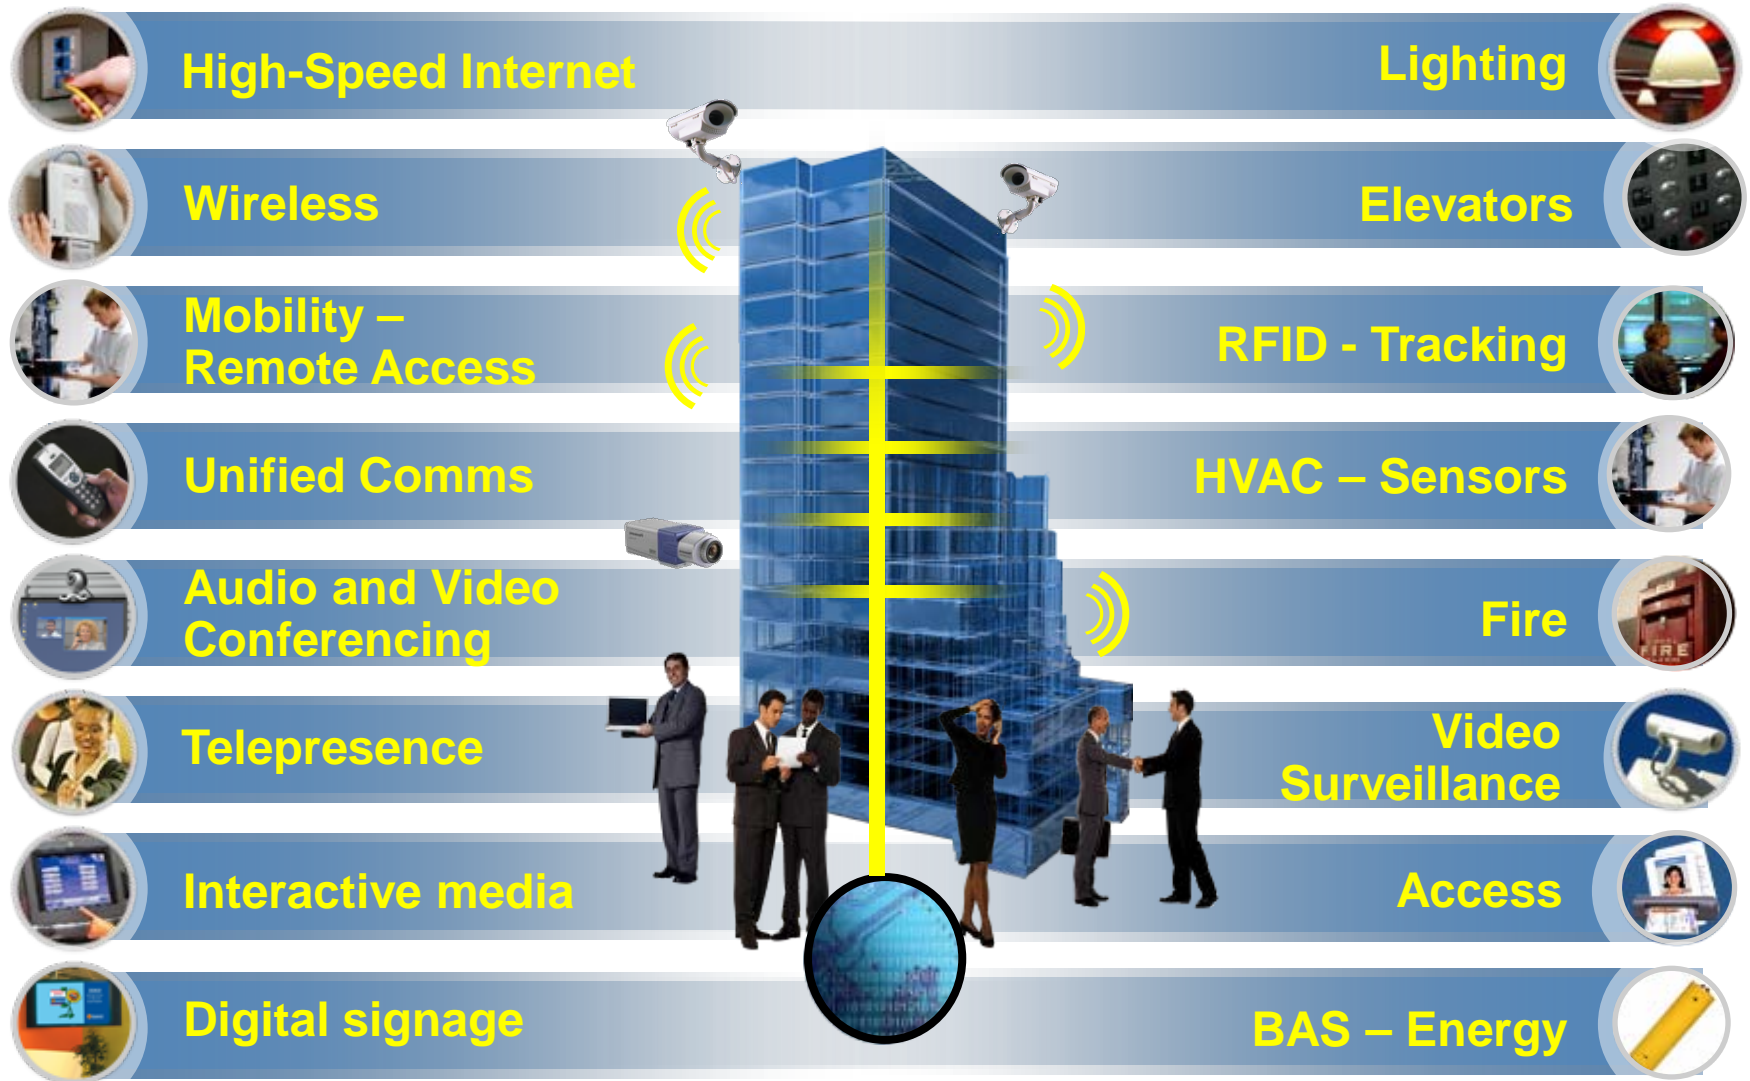 High-Speed Internet
Lighting
Wireless
Elevators
Mobility –
Remote Access
RFID - Tracking
Unified Comms
HVAC – Sensors
Audio and Video
Conferencing
Fire
FIRE
Telepresence
Video
Surveillance
Interactive media
Access
Digital signage
BAS – Energy